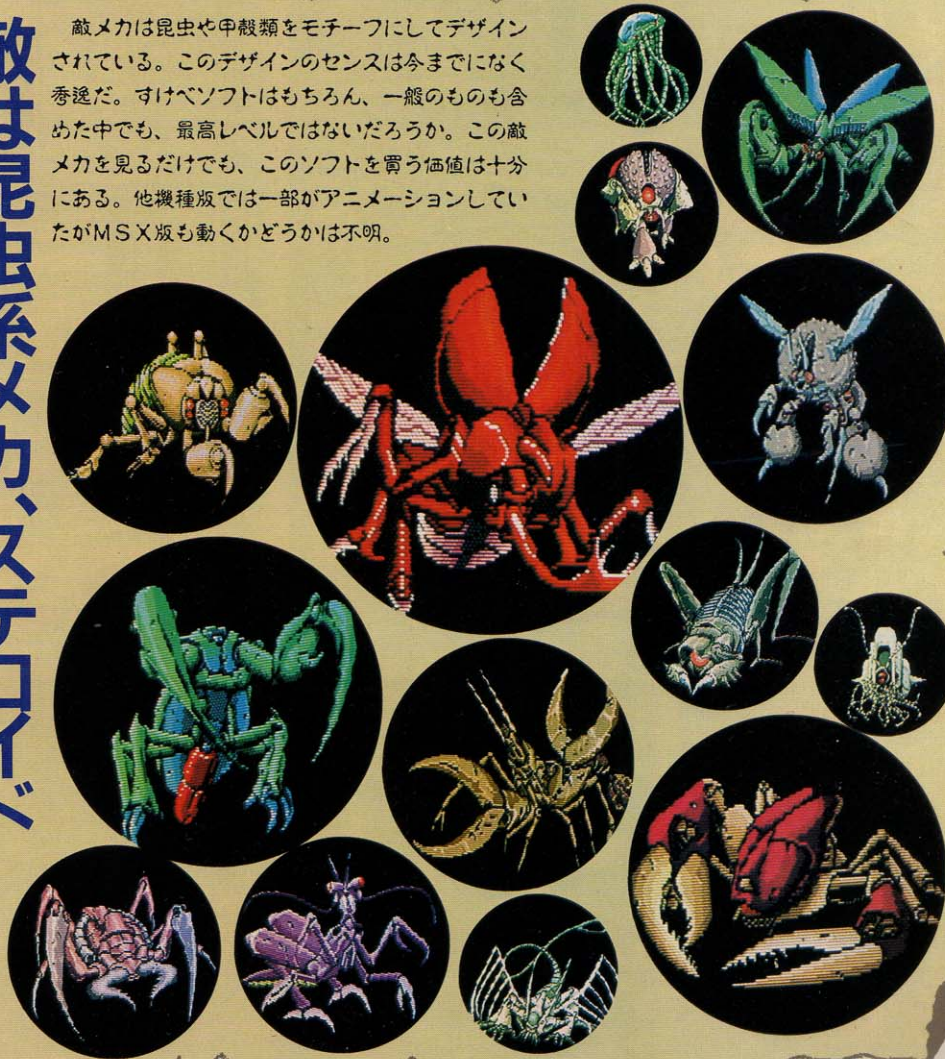 敵は昆虫系メカ、ステロイド
敵メカは昆虫や甲殻類をモチーフにしてデザイン
されている。このデザインのセンスは今までになく
秀逸だ。すけべソフトはもちろん、一般のものも含
めた中でも、最高レベルではないだろうか。この敵
メカを見るだけでも、このソフトを買う価値は十分
にある。他機種版では一部がアニメーションしてい
たがMSX版も動くかどうかは不明。